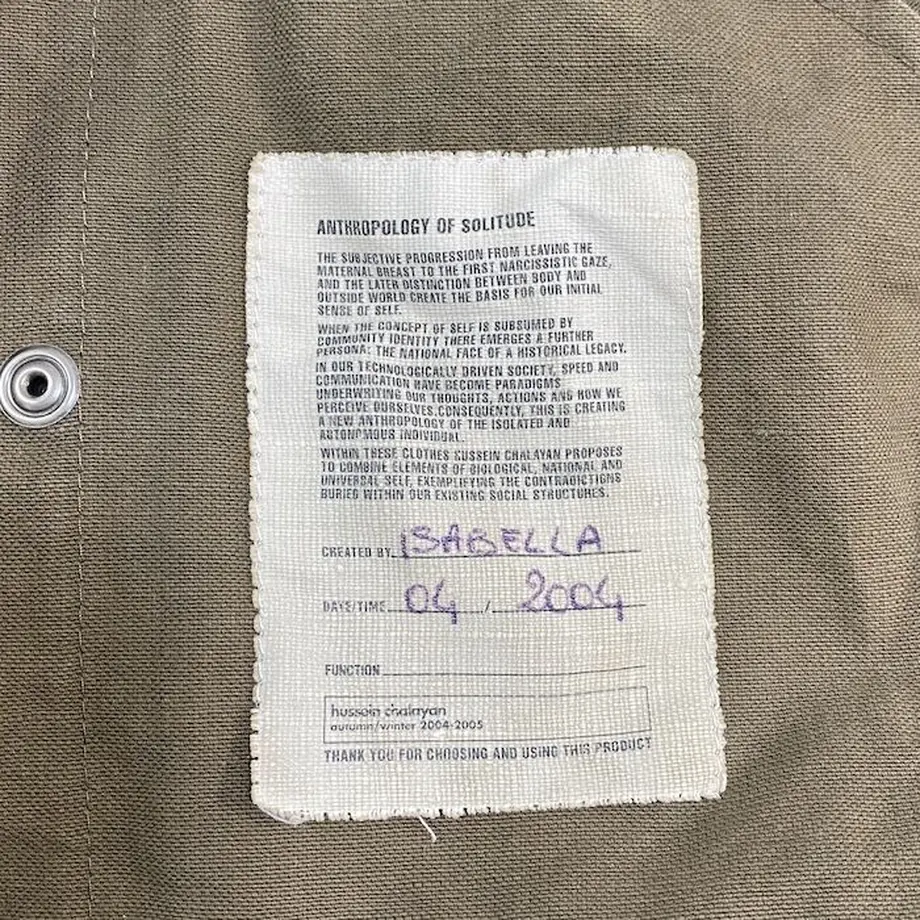 ANTHROPOLOGY OF SOLITUDE
THE SUBJECTIVE PROGRESSION FROM LEAVING THE
MATERNAL BREAST TO THE FIRST NARCISSISTIC GAZE,
AND THE LATER DISTINCTION BETWEEN BODY AND
OUTSIDE WORLD CREATE THE BASIS FOR OUR INITIAL
SENSE OF SELF.
WHEN THE CONCEPT OF SELF IS SUBSUMED BY
COMMUNITY IDENTITY THERE EMERGES A FURTHER
PERSONA: THE NATIONAL FACE OF A HISTORICAL LEGACY.
IN OUR TECHNOLOGICALLY DRIVEN SOCIETY, SPEED AND
COMMUNICATION HAVE BECOME PARADIGMS
UNDERWRITING OUR THOUGHTS, ACTIONS AND HOW WE
PERCEIVE OURSELVES.CONSEQUENTLY, THIS IS CREATING
A NEW ANTHROPOLOGY OF THE ISOLATED AND
AUTONOMOUS INDIVIDUAL.
WITHIN THESE CLOTHES HUSSEIN CHALAYAN PROPOSES
TO COMBINE ELEMENTS OF BIOLOGICAL, NATIONAL AND
UNIVERSAL SELF, EXEMPLIFYING THE CONTRADICTIONS
BURIED WITHIN OUR EXISTING SOCIAL STRUCTURES.
CREATED BY ISABELLA
DATE/TIME 04 / 2004
FUNCTION
hussein chalayan
autumn/winter 2004-2005
THANK YOU FOR CHOOSING AND USING THIS PRODUCT